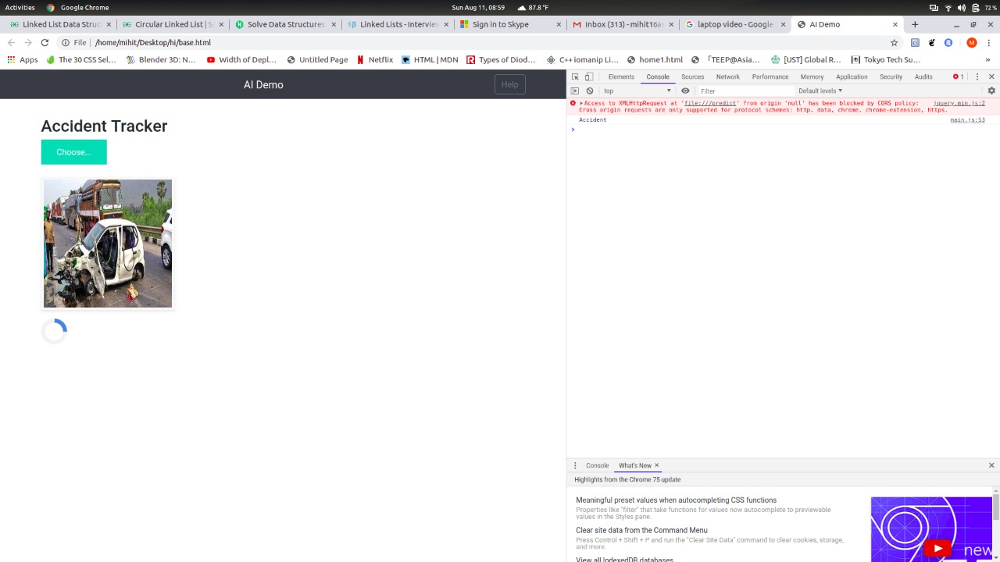 Activities Google Chrome Sun Aug 11, 08:59 87.8 °F 72%
Linked List Data Struc Circular Linked List | S Solve Data Structures Linked Lists - Interview Sign in to Skype Inbox (313) - mihit16as laptop video - Google AI Demo
File | /home/mihit/Desktop/hi/base.html M
Apps The 30 CSS Sel... Blender 3D: N... Width of Depl... Untitled Page Netflix HTML | MDN Types of Diod... C++ iomanip Li... home1.html 「TEEP@Asia... [UST] Global R... Tokyo Tech Su... »
AI Demo
Help
Accident Tracker
Choose...
Elements Console Sources Network Performance Memory Application Security Audits 1
top Filter Default levels
Access to XMLHttpRequest at 'file:///predict' from origin 'null' has been blocked by CORS policy: jquery.min.js:2
Cross origin requests are only supported for protocol schemes: http, data, chrome, chrome-extension, https.
Accident main.js:53
Console What's New
Highlights from the Chrome 75 update
Meaningful preset values when autocompleting CSS functions
Properties like "filter" that take functions for values now autocomplete to previewable
values in the Styles pane.
Clear site data from the Command Menu
Press Control + Shift + P and run the "Clear Site Data" command to clear cookies, storage,
and more.
View all IndexedDB databases
new